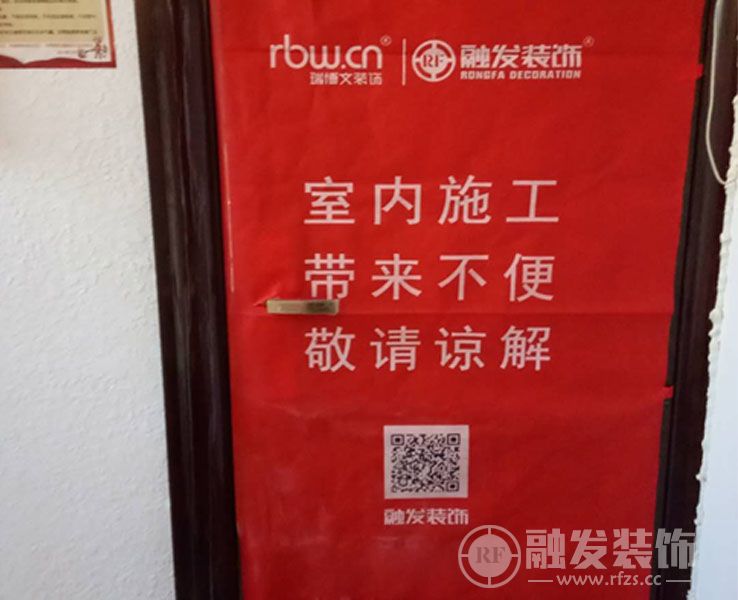 rbw.cn®
瑞博文装饰
RF
融发装饰®
RONGFA DECORATION
室内施工
带来不便
敬请谅解
融发装饰
RF
融发装饰
www.rfzs.cc